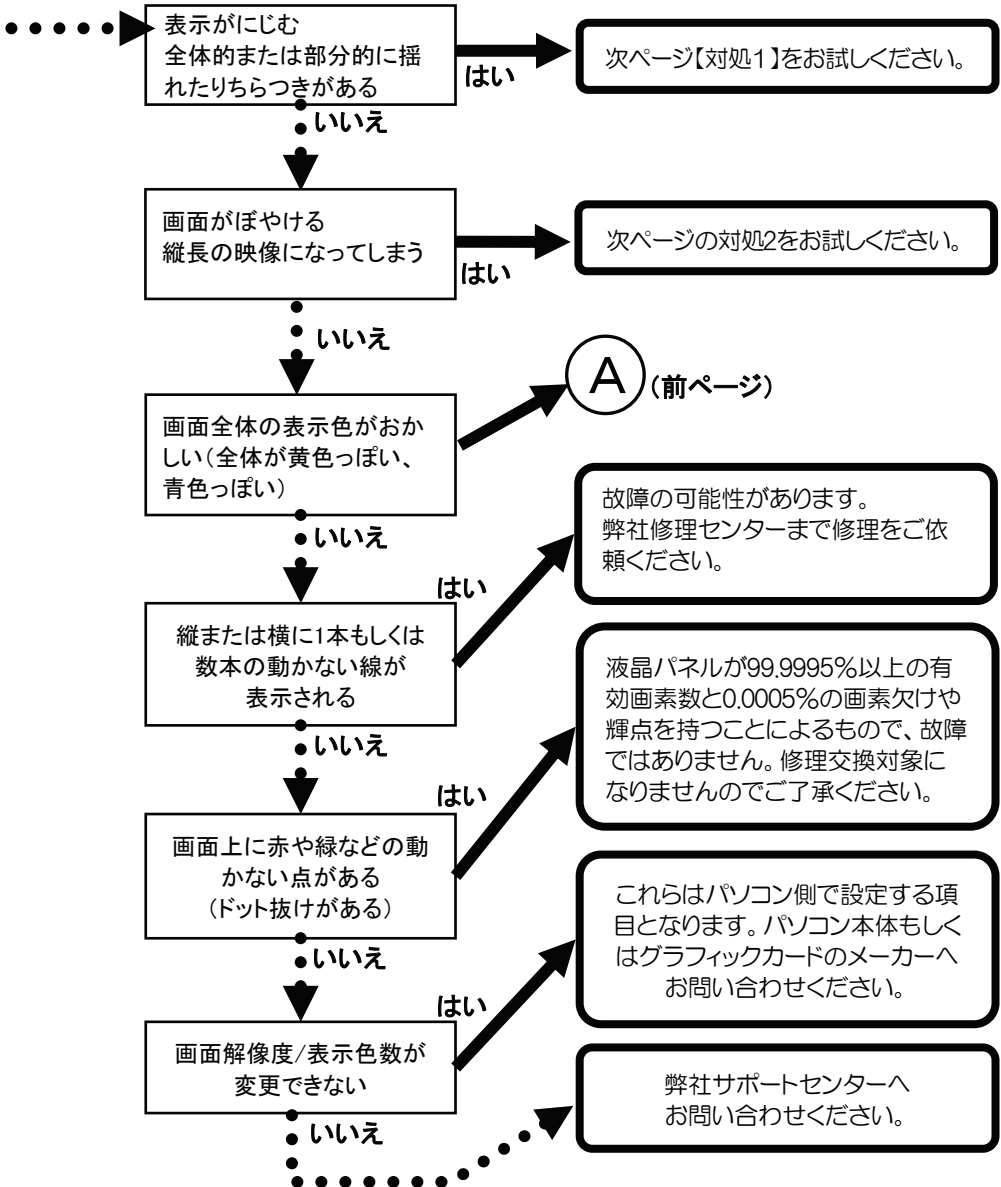 表示がにじむ
全体的または部分的に揺
れたりちらつきがある
はい
次ページ【対処1】をお試しください。
いいえ
画面がぼやける
縦長の映像になってしまう
はい
次ページの対処2をお試しください。
いいえ
A
(前ページ)
画面全体の表示色がおか
しい(全体が黄色っぽい、
青色っぽい)
いいえ
はい
故障の可能性があります。
弊社修理センターまで修理をご依
頼ください。
縦または横に1本もしくは
数本の動かない線が
表示される
いいえ
はい
液晶パネルが99.9995%以上の有
効画素数と0.0005%の画素欠けや
輝点を持つことによるもので、故障
ではありません。修理交換対象に
なりませんのでご了承ください。
画面上に赤や緑などの動
かない点がある
(ドット抜けがある)
いいえ
はい
これらはパソコン側で設定する項
目となります。パソコン本体もしく
はグラフィックカードのメーカーへ
お問い合わせください。
画面解像度/表示色数が
変更できない
いいえ
弊社サポートセンターへ
お問い合わせください。